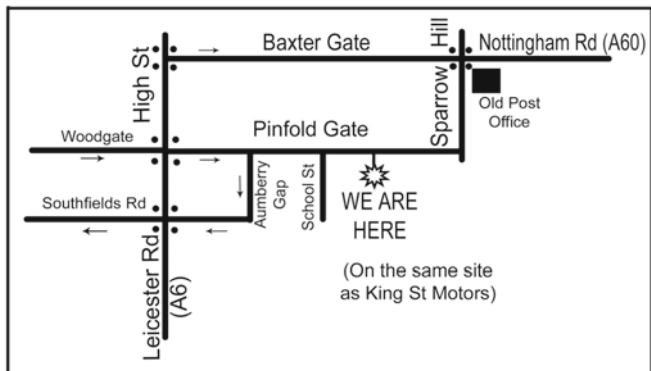 Baxter Gate
Hill
Nottingham Rd (A60)
High St
Sparrow
Old Post
Office
Woodgate
Pinfold Gate
Southfields Rd
Aumberry
Gap
School St
WE ARE
HERE
Leicester Rd
(A6)
(On the same site
as King St Motors)